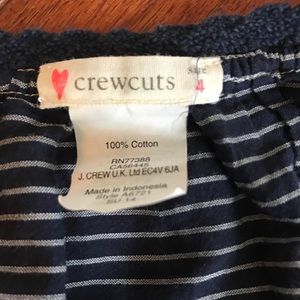 crewcuts
size
4
100% Cotton
RN77388
CA56445
J. CREW U.K. Ltd EC4V 6JA
Made in Indonesia
Style A6721
SU 14